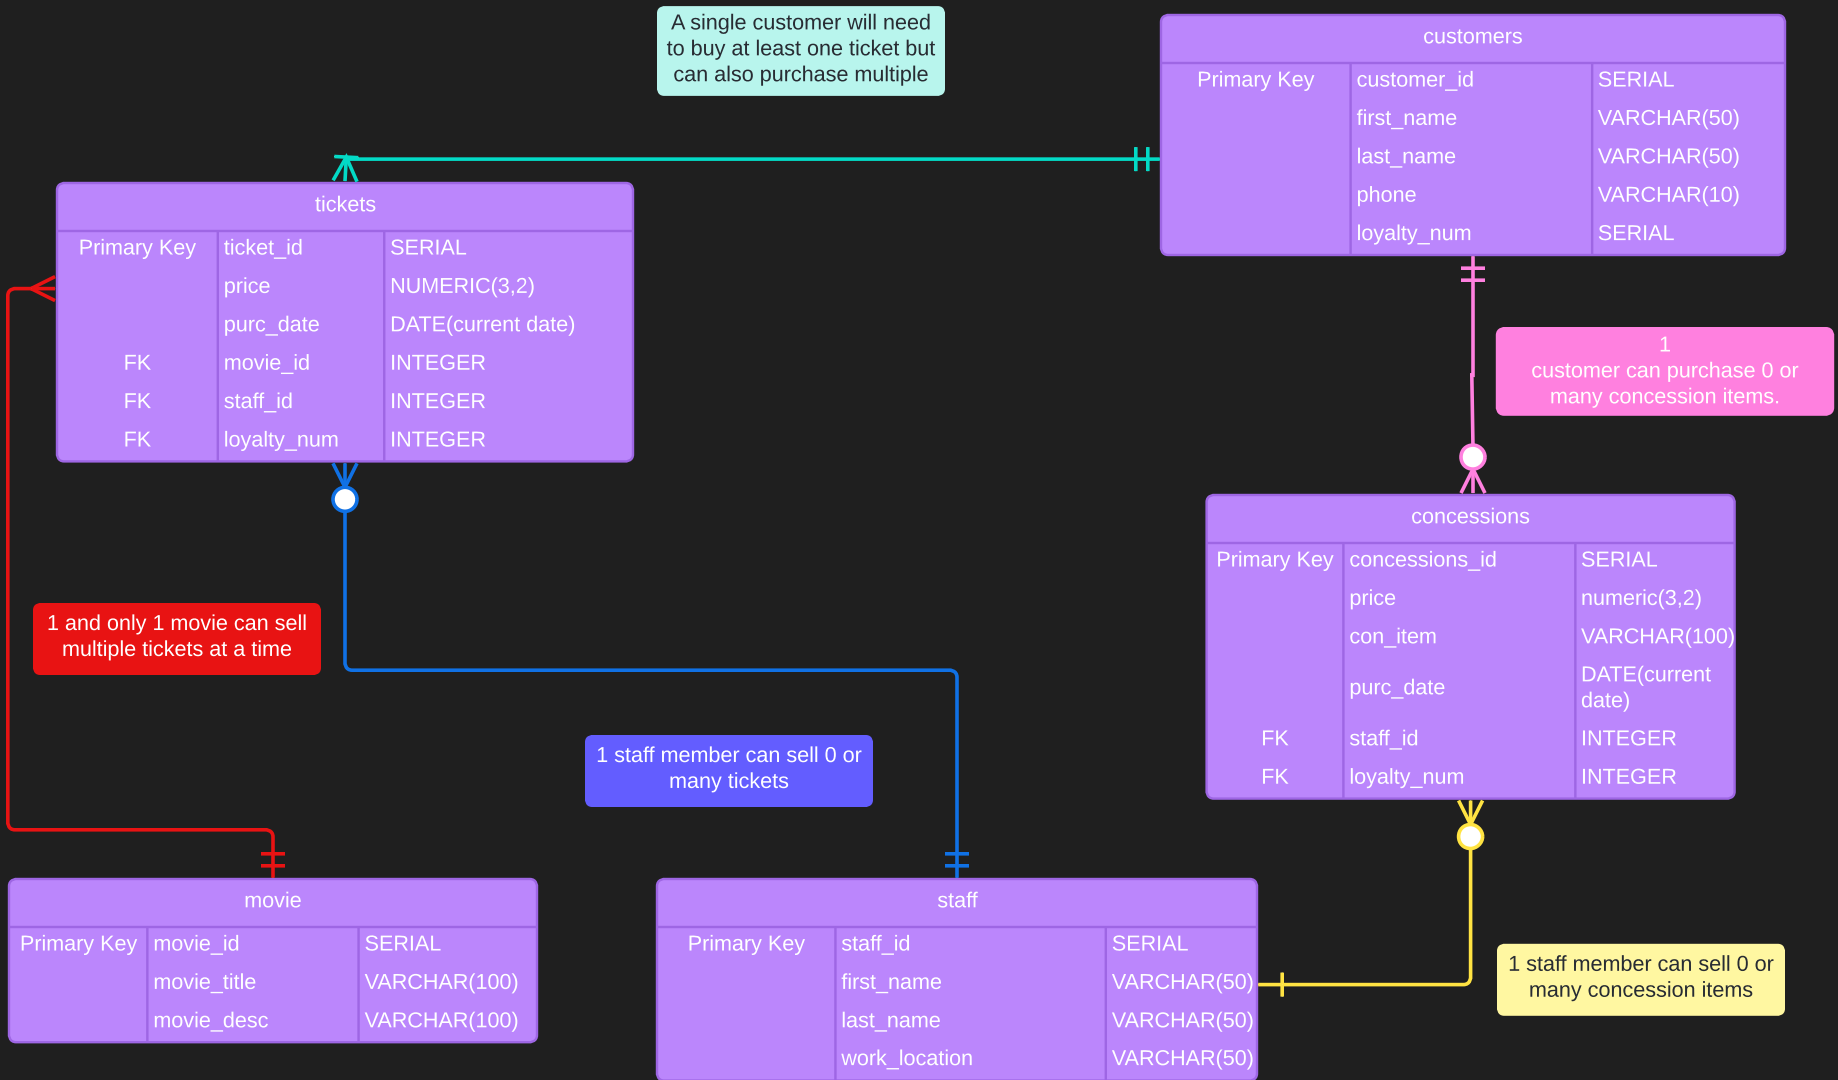 A single customer will need
to buy at least one ticket but
can also purchase multiple
customers
Primary Key customer_id SERIAL
first_name VARCHAR(50)
last_name VARCHAR(50)
phone VARCHAR(10)
loyalty_num SERIAL
tickets
Primary Key ticket_id SERIAL
price NUMERIC(3,2)
purc_date DATE(current date)
FK movie_id INTEGER
FK staff_id INTEGER
FK loyalty_num INTEGER
1
customer can purchase 0 or
many concession items.
concessions
Primary Key concessions_id SERIAL
price numeric(3,2)
con_item VARCHAR(100)
purc_date DATE(current
date)
FK staff_id INTEGER
FK loyalty_num INTEGER
1 and only 1 movie can sell
multiple tickets at a time
1 staff member can sell 0 or
many tickets
movie
Primary Key movie_id SERIAL
movie_title VARCHAR(100)
movie_desc VARCHAR(100)
staff
Primary Key staff_id SERIAL
first_name VARCHAR(50)
last_name VARCHAR(50)
work_location VARCHAR(50)
1 staff member can sell 0 or
many concession items